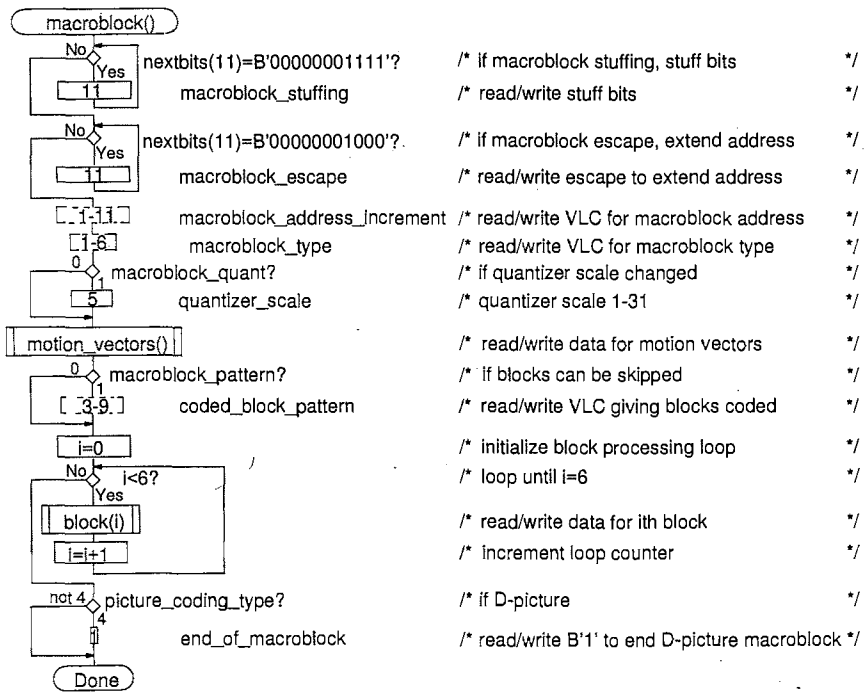 macroblock()
No nextbits(11)=B'00000001111'? /* if macroblock stuffing, stuff bits */
Yes
11 macroblock_stuffing /* read/write stuff bits */
No nextbits(11)=B'00000001000'? /* if macroblock escape, extend address */
Yes
11 macroblock_escape /* read/write escape to extend address */
1-11 macroblock_address_increment /* read/write VLC for macroblock address */
1-6 macroblock_type /* read/write VLC for macroblock type */
0 macroblock_quant? /* if quantizer scale changed */
1
5 quantizer_scale /* quantizer scale 1-31 */
motion_vectors() /* read/write data for motion vectors */
0 macroblock_pattern? /* if blocks can be skipped */
1
3-9 coded_block_pattern /* read/write VLC giving blocks coded */
i=0 /* initialize block processing loop */
No i<6? /* loop until i=6 */
Yes
block(i) /* read/write data for ith block */
i=i+1 /* increment loop counter */
not 4 picture_coding_type? /* if D-picture */
4
1 end_of_macroblock /* read/write B'1' to end D-picture macroblock */
Done